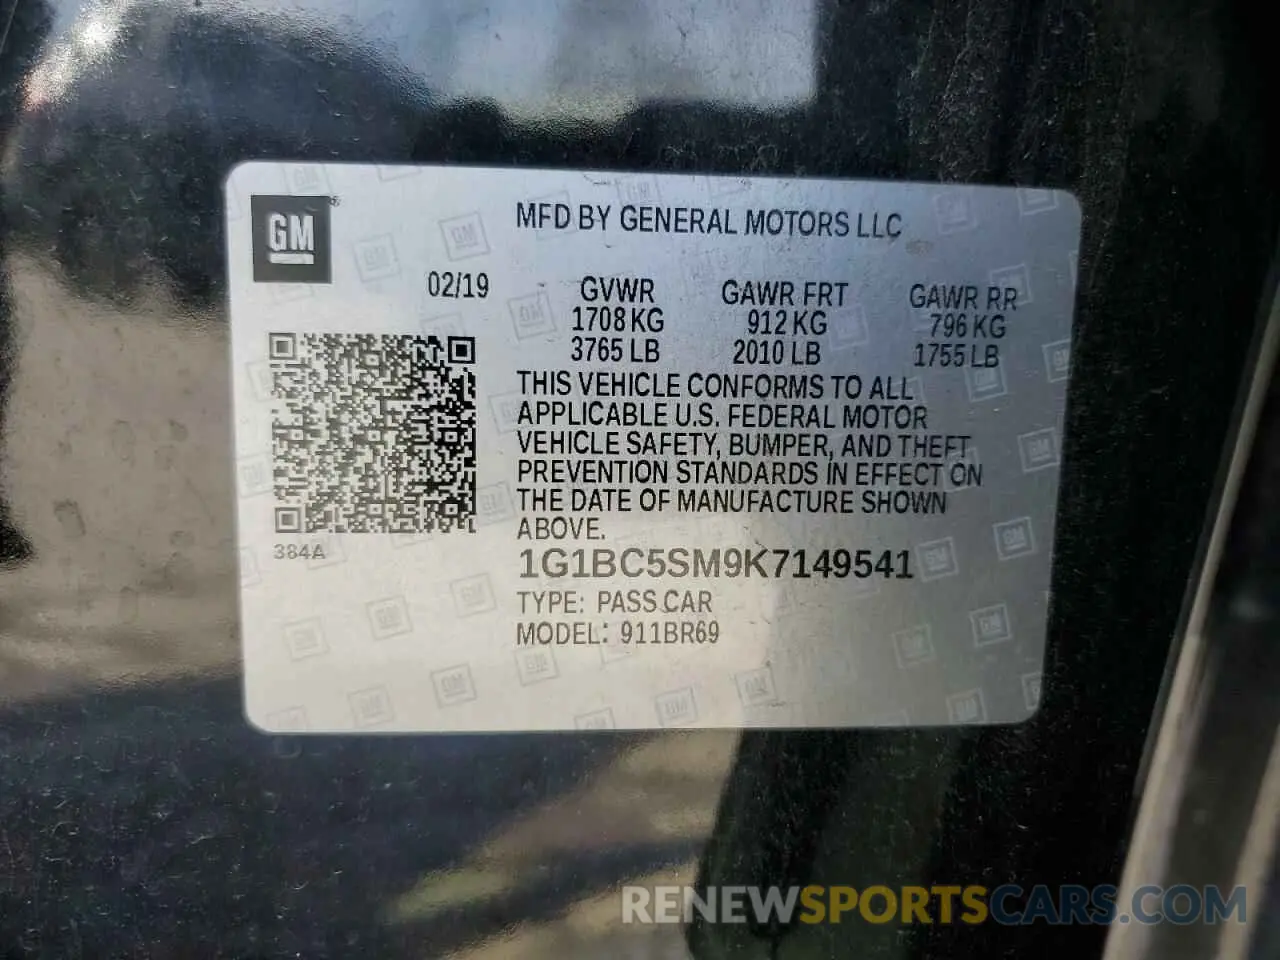 GM
MFD BY GENERAL MOTORS LLC
02/19
GVWR GAWR FRT GAWR RR
1708 KG 912 KG 796 KG
3765 LB 2010 LB 1755 LB
THIS VEHICLE CONFORMS TO ALL
APPLICABLE U.S. FEDERAL MOTOR
VEHICLE SAFETY, BUMPER, AND THEFT
PREVENTION STANDARDS IN EFFECT ON
THE DATE OF MANUFACTURE SHOWN
ABOVE.
384A
1G1BC5SM9K7149541
TYPE: PASS CAR
MODEL: 911BR69
RENEWSPORTSCARS.COM